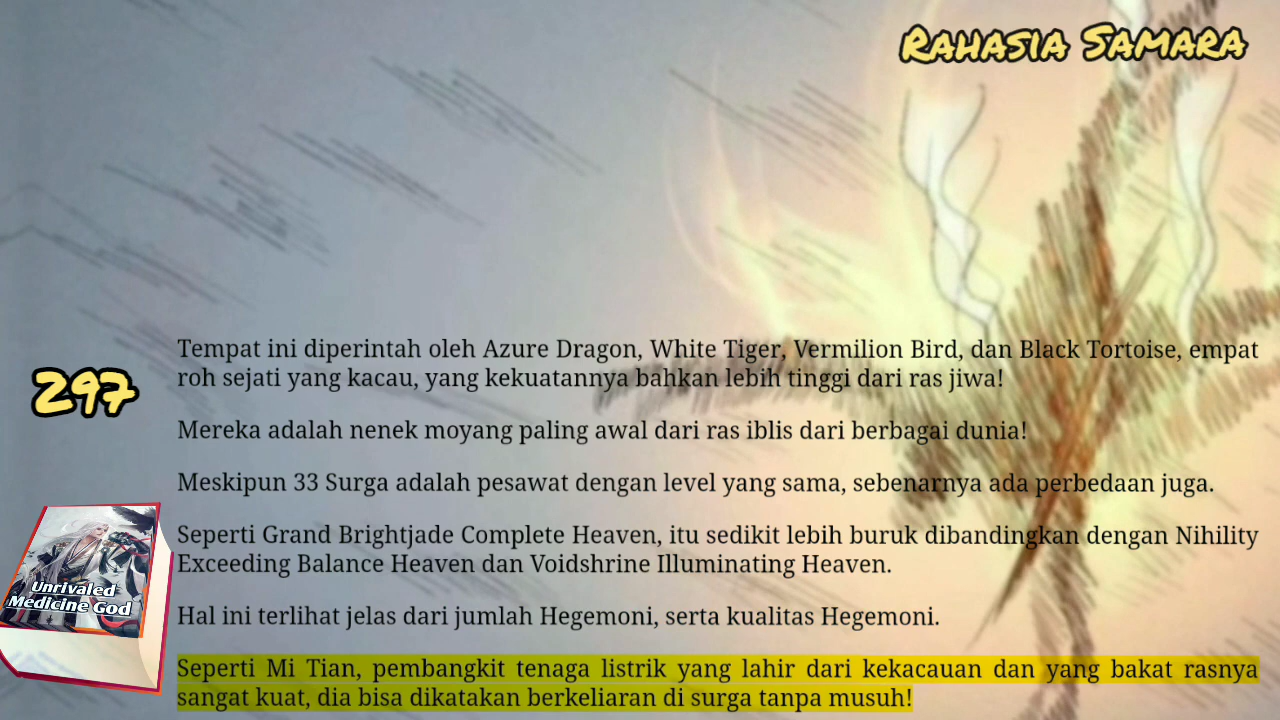 Rahasia Samara
Tempat ini diperintah oleh Azure Dragon, White Tiger, Vermilion Bird, dan Black Tortoise, empat
roh sejati yang kacau, yang kekuatannya bahkan lebih tinggi dari ras jiwa!
297
Mereka adalah nenek moyang paling awal dari ras iblis dari berbagai dunia!
Meskipun 33 Surga adalah pesawat dengan level yang sama, sebenarnya ada perbedaan juga.
Seperti Grand Brightjade Complete Heaven, itu sedikit lebih buruk dibandingkan dengan Nihility
Exceeding Balance Heaven dan Voidshrine Illuminating Heaven.
Hal ini terlihat jelas dari jumlah Hegemoni, serta kualitas Hegemoni.
Unrivaled
Medicine God
Seperti Mi Tian, pembangkit tenaga listrik yang lahir dari kekacauan dan yang bakat rasnya
sangat kuat, dia bisa dikatakan berkeliaran di surga tanpa musuh!